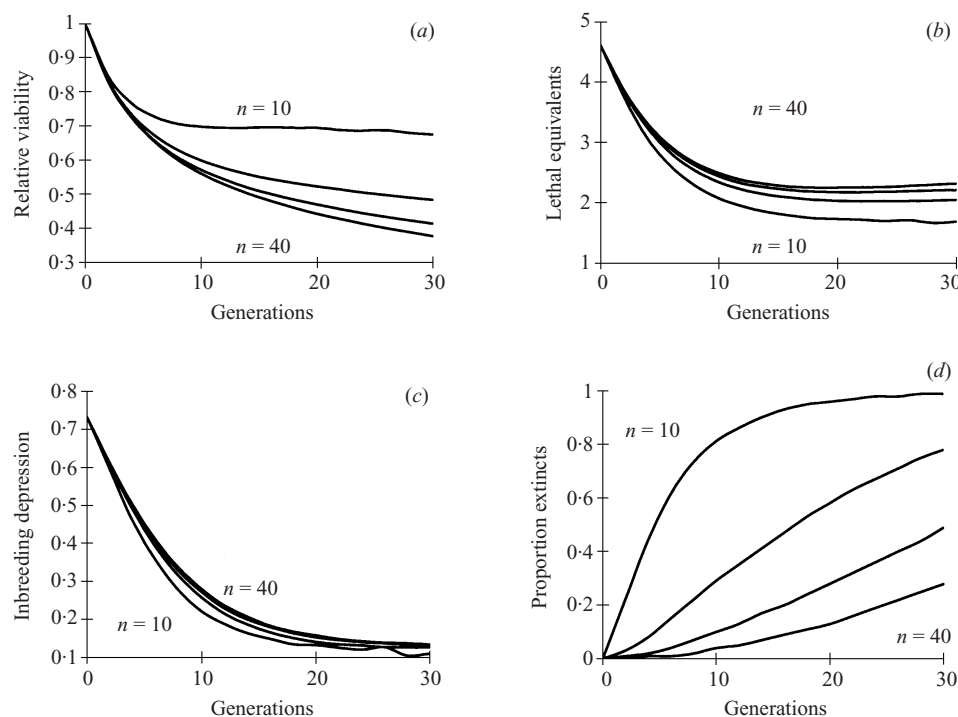 (a)
1
0·9
0·8
0·7
0·6
0·5
0·4
0·3
Relative viability
n = 10
n = 40
0 10 20 30
Generations
(b)
5
4
3
2
1
Lethal equivalents
n = 40
n = 10
0 10 20 30
Generations
(c)
0·8
0·7
0·6
0·5
0·4
0·3
0·2
0·1
Inbreeding depression
n = 40
n = 10
0 10 20 30
Generations
(d)
1
0·8
0·6
0·4
0·2
0
Proportion extincts
n = 10
n = 40
0 10 20 30
Generations